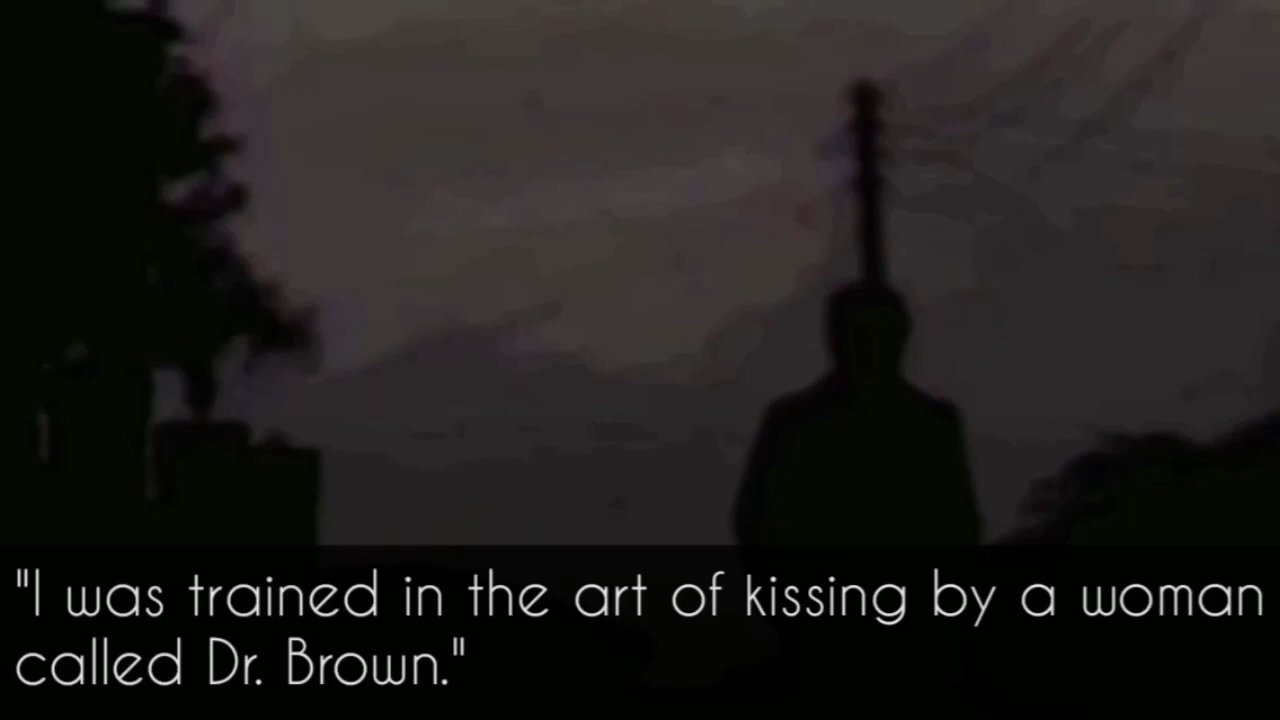 "I was trained in the art of kissing by a woman
called Dr. Brown."